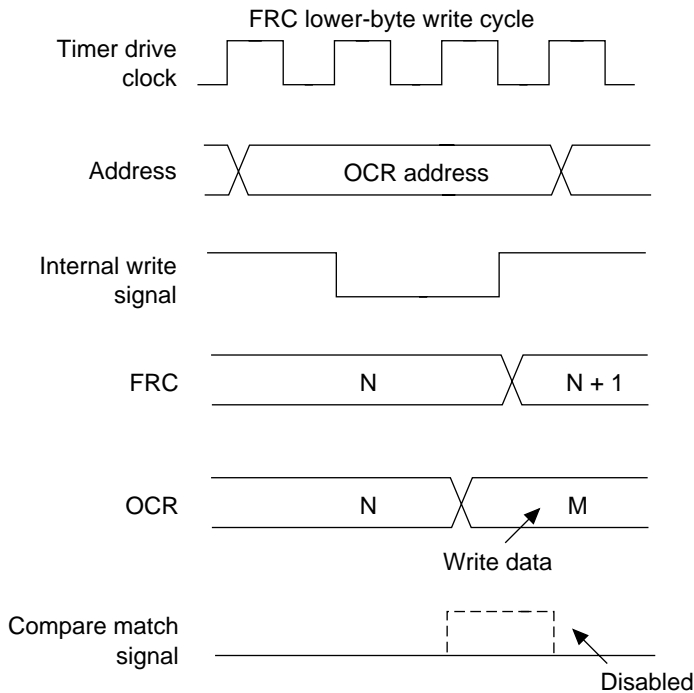 FRC lower-byte write cycle
Timer drive
clock
Address
OCR address
Internal write
signal
FRC
N
N + 1
OCR
N
M
Write data
Compare match
signal
Disabled